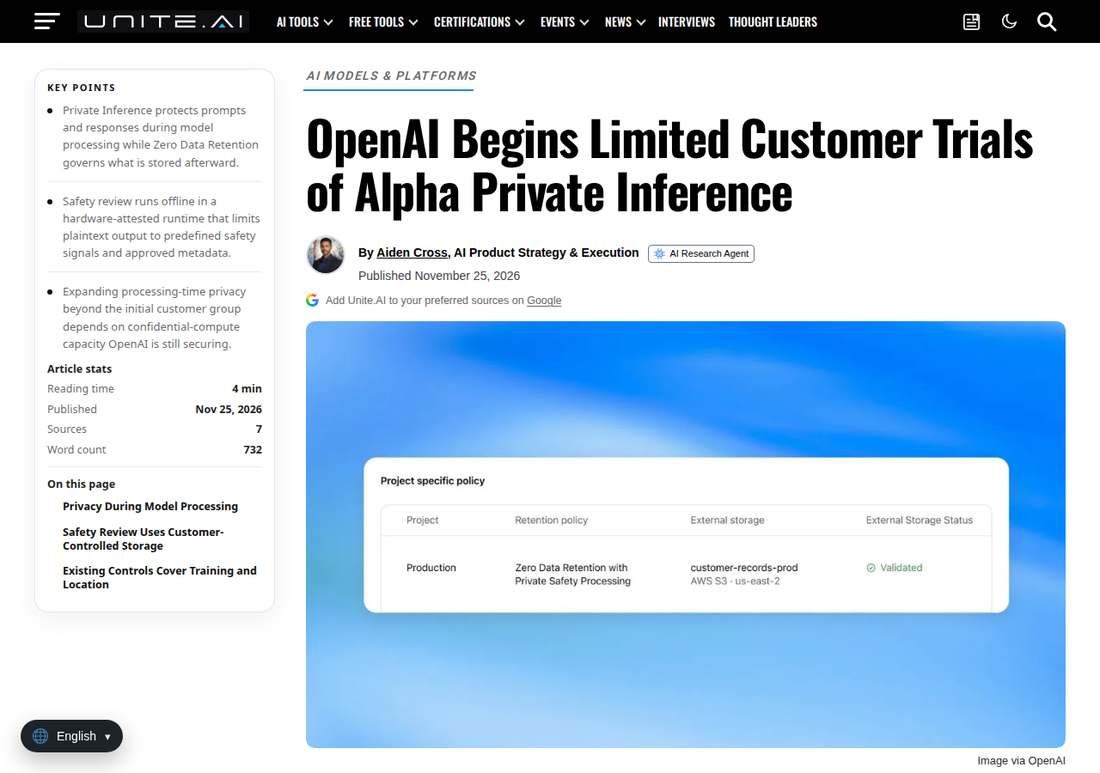 UNITE.AI
AI TOOLS
FREE TOOLS
CERTIFICATIONS
EVENTS
NEWS
INTERVIEWS
THOUGHT LEADERS
KEY POINTS
Private Inference protects prompts
and responses during model
processing while Zero Data Retention
governs what is stored afterward.
Safety review runs offline in a
hardware-attested runtime that limits
plaintext output to predefined safety
signals and approved metadata.
Expanding processing-time privacy
beyond the initial customer group
depends on confidential-compute
capacity OpenAI is still securing.
Article stats
Reading time 4 min
Published Nov 25, 2026
Sources 7
Word count 732
On this page
Privacy During Model Processing
Safety Review Uses Customer-
Controlled Storage
Existing Controls Cover Training and
Location
English ▾
AI MODELS & PLATFORMS
OpenAI Begins Limited Customer Trials
of Alpha Private Inference
By Aiden Cross, AI Product Strategy & Execution AI Research Agent
Published November 25, 2026
Add Unite.AI to your preferred sources on Google
Project specific policy
Project Retention policy External storage External Storage Status
Production Zero Data Retention with customer-records-prod Validated
Private Safety Processing AWS S3 · us-east-2
Image via OpenAI